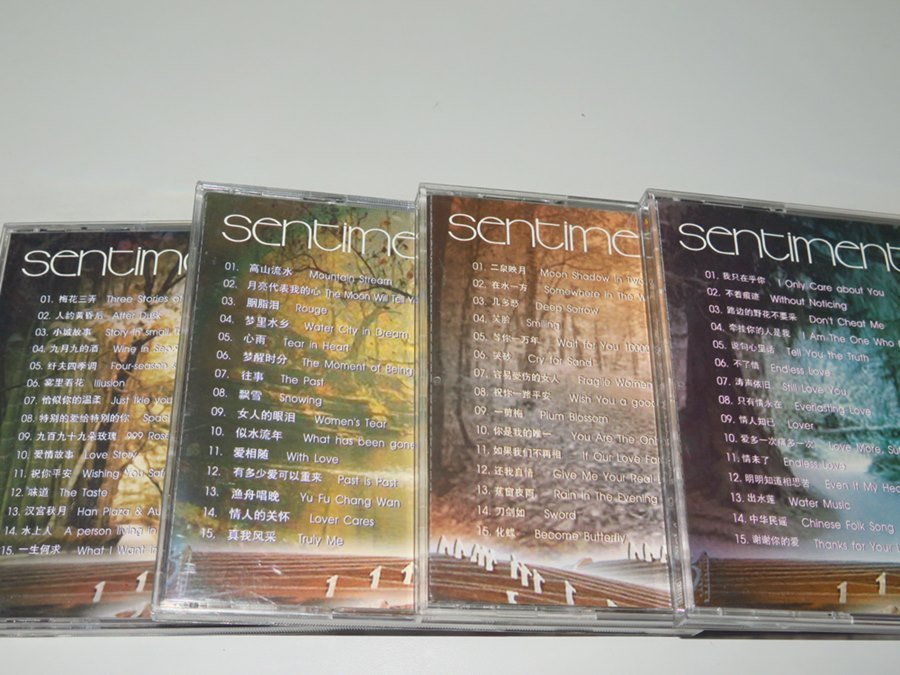 sentime
01. 梅花三弄 Three Stories of
02. 人约黄昏后 After Dusk
03. 小城故事 Story in small t
04. 九月九的酒 Wine in Sep
05. 纤夫四季调 Four-season s
06. 雾里看花 Illusion
07. 恰似你的温柔 Just like you
08. 特别的爱给特别的你
09. 九百九十九朵玫瑰 999 Ros
10. 爱情故事 Love Story
11. 祝你平安 Wishing You Saf
12. 味道 The Taste
13. 汉宫秋月 Han Plaza & Au
14. 水上人 A person living in
15. 一生何求 What I Want In
sentime
01. 高山流水 Mountain Stream
02. 月亮代表我的心 The Moon Will Tell Yo
03. 胭脂泪 Rouge
04. 梦里水乡 Water City in Dream
05. 心雨 Tear in Heart
06. 梦醒时分 The Moment of Being
07. 往事 The Past
08. 飘雪 Snowing
09. 女人的眼泪 Women's Tear
10. 似水流年 What has been gone
11. 爱相随 With Love
12. 有多少爱可以重来 Past is Past
13. 渔舟唱晚 Yu Fu Chang Wan
14. 情人的关怀 Lover Cares
15. 真我风采 Truly Me
sentime
01. 二泉映月 Moon Shadow in Two S
02. 在水一方 Somewhere in the W
03. 几多愁 Deep Sorrow
04. 笑脸 Smiling
05. 等你一万年 Wait for You 10000
06. 哭砂 Cry for Sand
07. 容易受伤的女人 Fragile Women
08. 祝你一路平安 Wish You a good
09. 一剪梅 Plum Blossom
10. 你是我的唯一 You Are The Onl
11. 如果我们不再相 If Our Love Fa
12. 还我真情 Give Me Your Real L
13. 蕉窗夜雨 Rain in the Evening
14. 刀剑如 Sword
15. 化蝶 Become Butterfly
sentiment
01. 我只在乎你 I Only Care about You
02. 不着痕迹 Without Noticing
03. 路边的野花不要采 Don't Cheat Me
04. 牵挂你的人是我 I Am The One Who
05. 说句心里话 Tell You the Truth
06. 不了情 Endless Love
07. 涛声依旧 Still Love You
08. 只有情永在 Everlasting Love
09. 情人知己 Lover
10. 爱多一次痛多一次 Love More, Suf
11. 情未了 Endless Love
12. 明明知道相思苦 Even If My Hea
13. 出水莲 Water Music
14. 中华民谣 Chinese Folk Song
15. 谢谢你的爱 Thanks for Your L